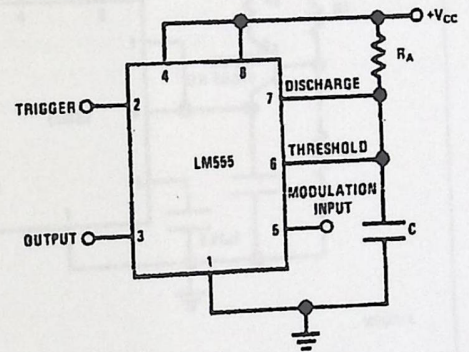 +VCC
RA
4
8
7
DISCHARGE
TRIGGER
2
LM555
6
THRESHOLD
MODULATION
INPUT
5
OUTPUT
3
1
C